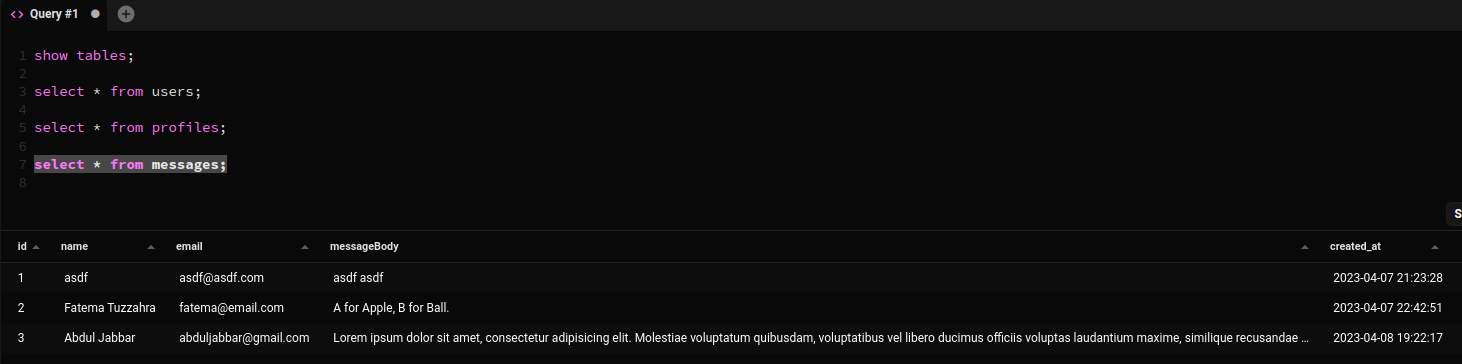 <> Query #1
1 show tables;
2
3 select * from users;
4
5 select * from profiles;
6
7 select * from messages;
8
S
id name email messageBody created_at
1 asdf asdf@asdf.com asdf asdf 2023-04-07 21:23:28
2 Fatema Tuzzahra fatema@email.com A for Apple, B for Ball. 2023-04-07 22:42:51
3 Abdul Jabbar abduljabbar@gmail.com Lorem ipsum dolor sit amet, consectetur adipisicing elit. Molestiae voluptatum quibusdam, voluptatibus vel libero ducimus officiis voluptas laudantium maxime, similique recusandae ... 2023-04-08 19:22:17